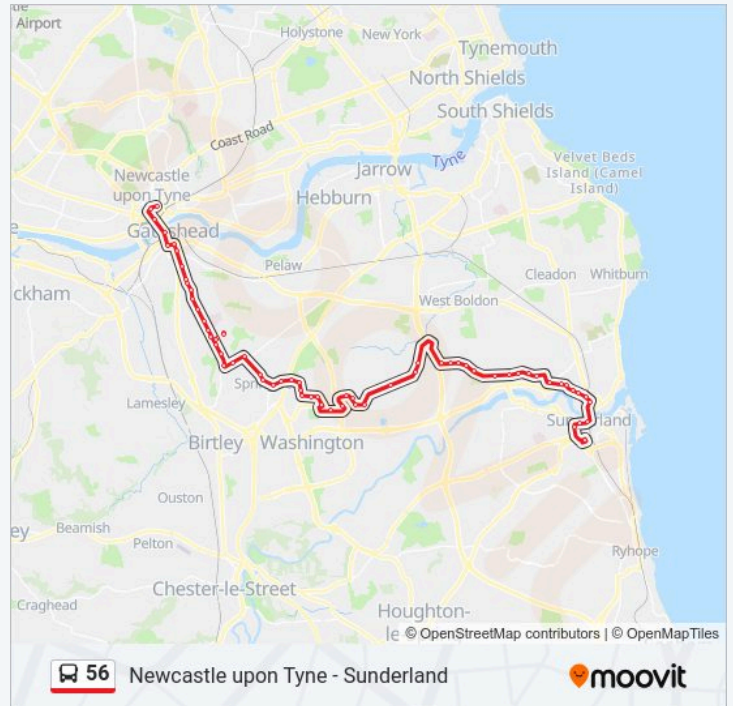 Airport
Holystone
New York
Tynemouth
North Shields
South Shields
Coast Road
Newcastle
upon Tyne
Jarrow
Tyne
Velvet Beds
Island (Camel
Island)
Hebburn
Gateshead
Pelaw
Cleadon
Whitburn
West Boldon
Lamesley
Birtley
Washington
Sunderland
Ouston
Beamish
Pelton
Ryhope
Chester-le-Street
Craghead
Houghton-
© OpenStreetMap contributors | © OpenMapTiles
56
Newcastle upon Tyne - Sunderland
moovit